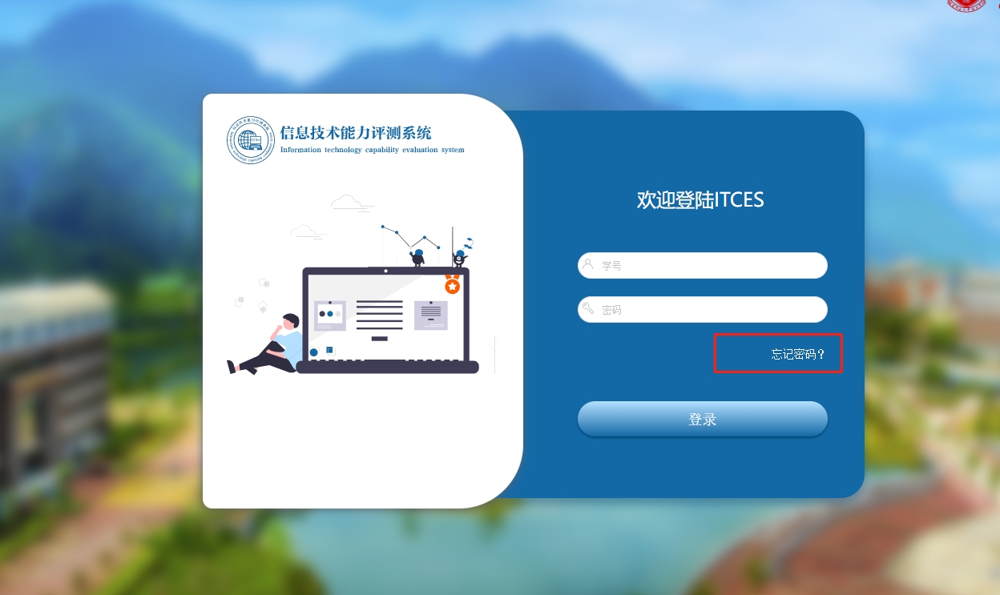 信息技术能力评测系统
Information technology capability evaluation system
欢迎登陆ITCES
学号
密码
忘记密码？
登录